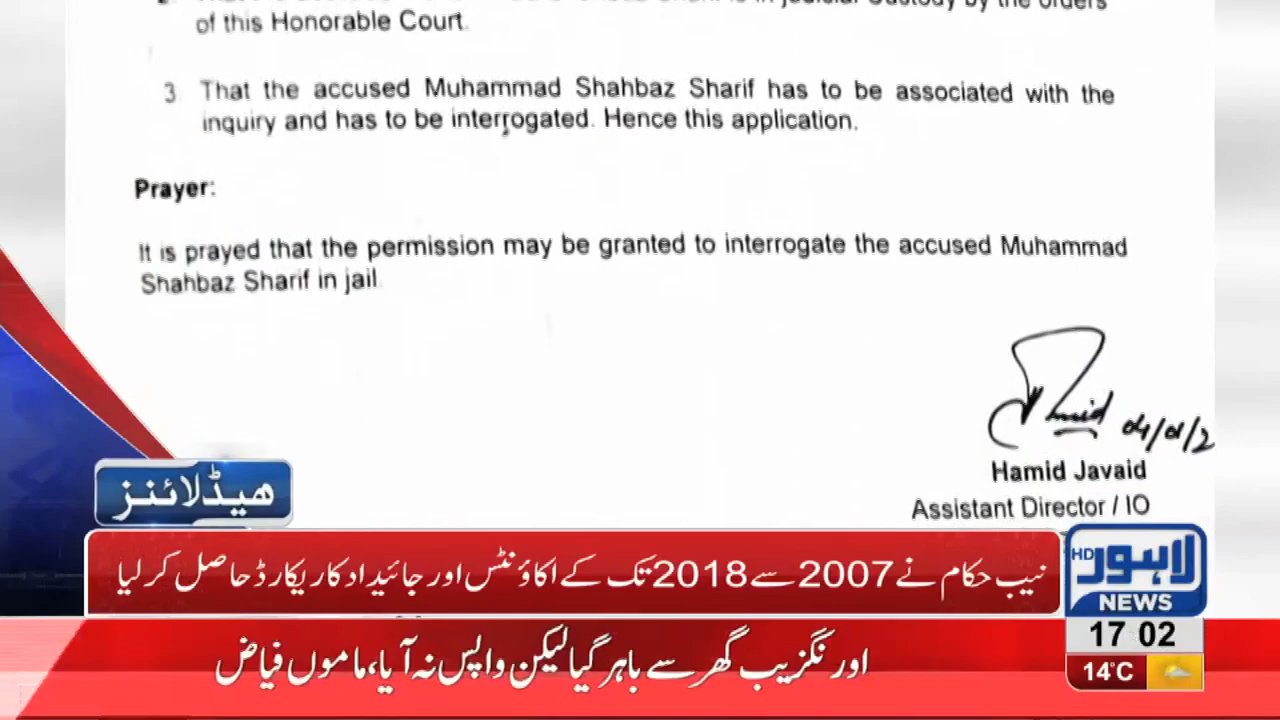 of this Honorable Court.
3 That the accused Muhammad Shahbaz Sharif has to be associated with the
inquiry and has to be interrogated. Hence this application.
Prayer:
It is prayed that the permission may be granted to interrogate the accused Muhammad
Shahbaz Sharif in jail
Hamid Javaid
Assistant Director / IO
ھیڈلائنز
نیب حکام نے 2007 سے 2018 تک کے اکاؤنٹس اور جائیداد کا ریکارڈ حاصل کر لیا
HD لاہور
NEWS
17 02
14°C
اورنگزیب گھر سے باہر گیا لیکن واپس نہ آیا، ماموں فیاض